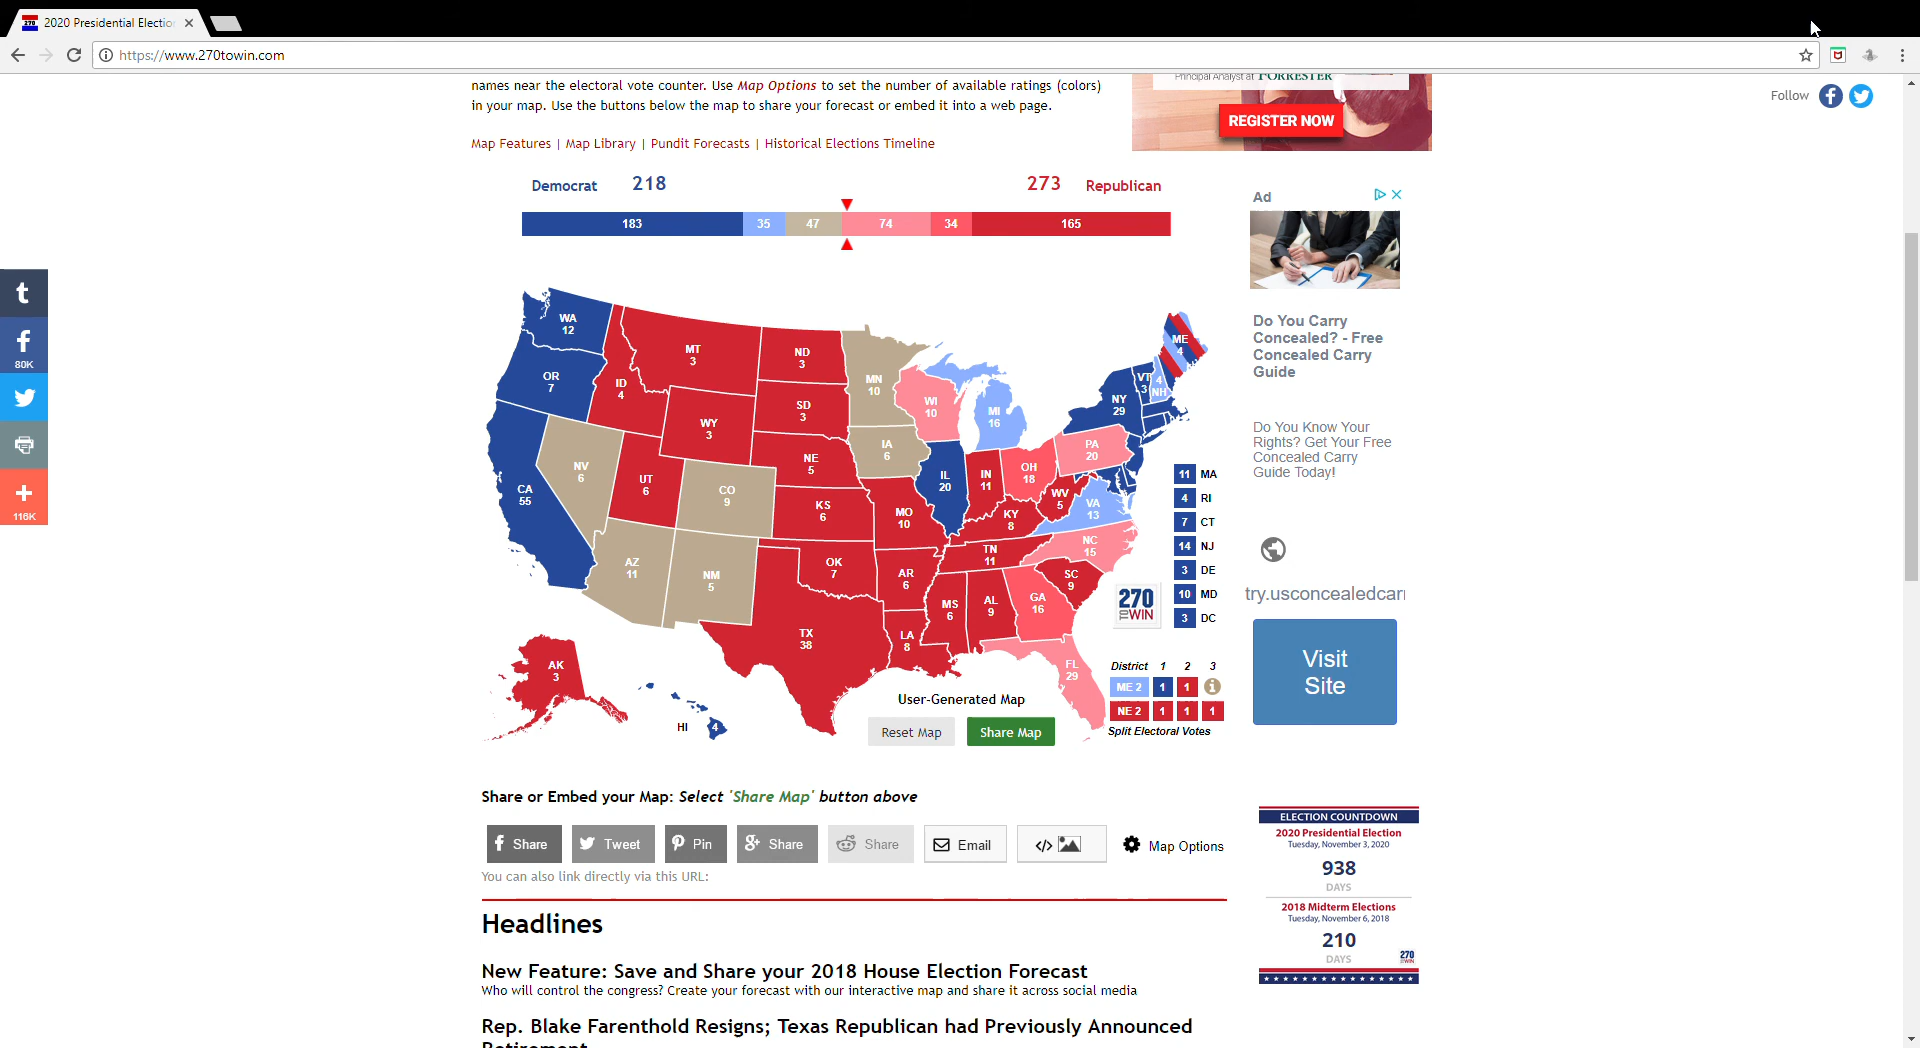 2020 Presidential Electio
https://www.270towin.com
names near the electoral vote counter. Use Map Options to set the number of available ratings (colors)
in your map. Use the buttons below the map to share your forecast or embed it into a web page.
Map Features | Map Library | Pundit Forecasts | Historical Elections Timeline
Principal Analyst at FORRESTER
REGISTER NOW
Follow
Democrat 218 273 Republican
183 35 47 74 34 165
WA
12
OR
7
CA
55
ID
4
NV
6
MT
3
WY
3
UT
6
AZ
11
CO
9
NM
5
ND
3
SD
3
NE
5
KS
6
OK
7
TX
38
MN
10
IA
6
MO
10
AR
6
LA
8
WI
10
IL
20
MI
16
IN
11
OH
18
KY
8
TN
11
MS
6
AL
9
GA
16
FL
29
SC
9
NC
15
VA
13
WV
5
PA
20
NY
29
VT
3
4
NH
ME
4
AK
3
HI
4
11 MA
4 RI
7 CT
14 NJ
3 DE
10 MD
3 DC
270
TO WIN
District 1 2 3
ME 2 1 1
NE 2 1 1 1
Split Electoral Votes
User-Generated Map
Reset Map
Share Map
80K
116K
Ad
Do You Carry
Concealed? - Free
Concealed Carry
Guide
Do You Know Your
Rights? Get Your Free
Concealed Carry
Guide Today!
try.usconcealedcarr
Visit
Site
Share or Embed your Map: Select 'Share Map' button above
Share
Tweet
Pin
Share
Share
Email
</>
Map Options
You can also link directly via this URL:
ELECTION COUNTDOWN
2020 Presidential Election
Tuesday, November 3, 2020
938
DAYS
2018 Midterm Elections
Tuesday, November 6, 2018
210
DAYS
270
TO WIN
Headlines
New Feature: Save and Share your 2018 House Election Forecast
Who will control the congress? Create your forecast with our interactive map and share it across social media
Rep. Blake Farenthold Resigns; Texas Republican had Previously Announced
Retirement